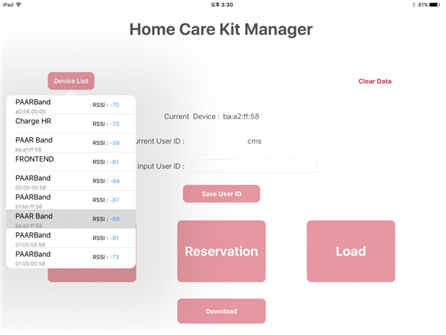 iPad 오후 3:30 81%
Home Care Kit Manager
Device List
Clear Data
PAARBand RSSI : -70
a0:58:00:00
Charge HR RSSI : -73
PAAR Band RSSI : -59
ba:a1:ff:58
FRONTEND RSSI : -61
PAARBand RSSI : -84
02:00:00:58
PAARBand RSSI : -87
PAAR Band RSSI : -66
ba:a2:ff:58
PAARBand RSSI : -81
01:00:02:58
PAARBand RSSI : -73
01:00:00:58
Current Device : ba:a2:ff:58
urrent User ID : cms
Input User ID :
Save User ID
Reservation
Load
Download